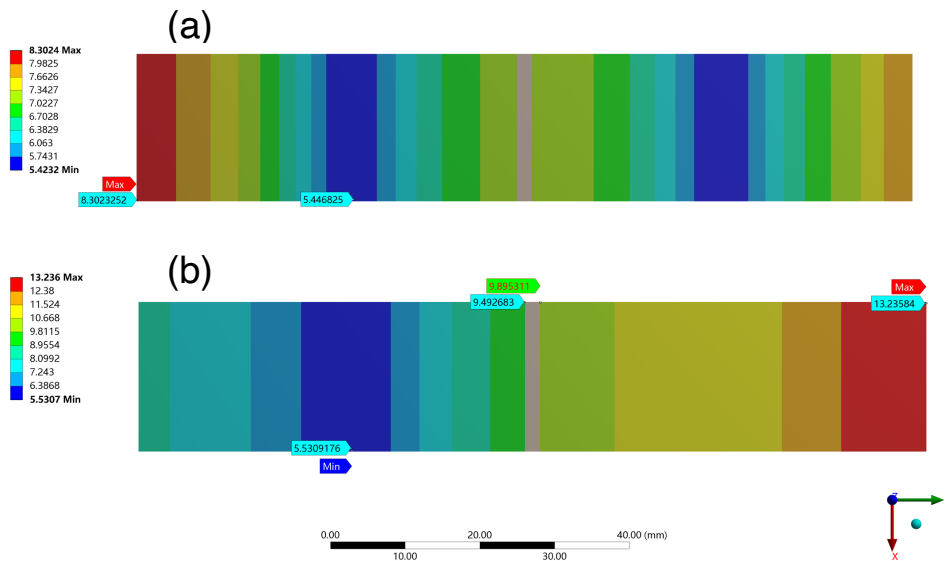 (a)
8.3024 Max
7.9825
7.6626
7.3427
7.0227
6.7028
6.3829
6.063
5.7431
5.4232 Min
Max
8.3023252
5.446825
(b)
13.236 Max
12.38
11.524
10.668
9.8115
8.9554
8.0992
7.243
6.3868
5.5307 Min
9.895311
9.492683
Max
13.23584
5.5309176
Min
0.00 20.00 40.00 (mm)
10.00 30.00
Z
X